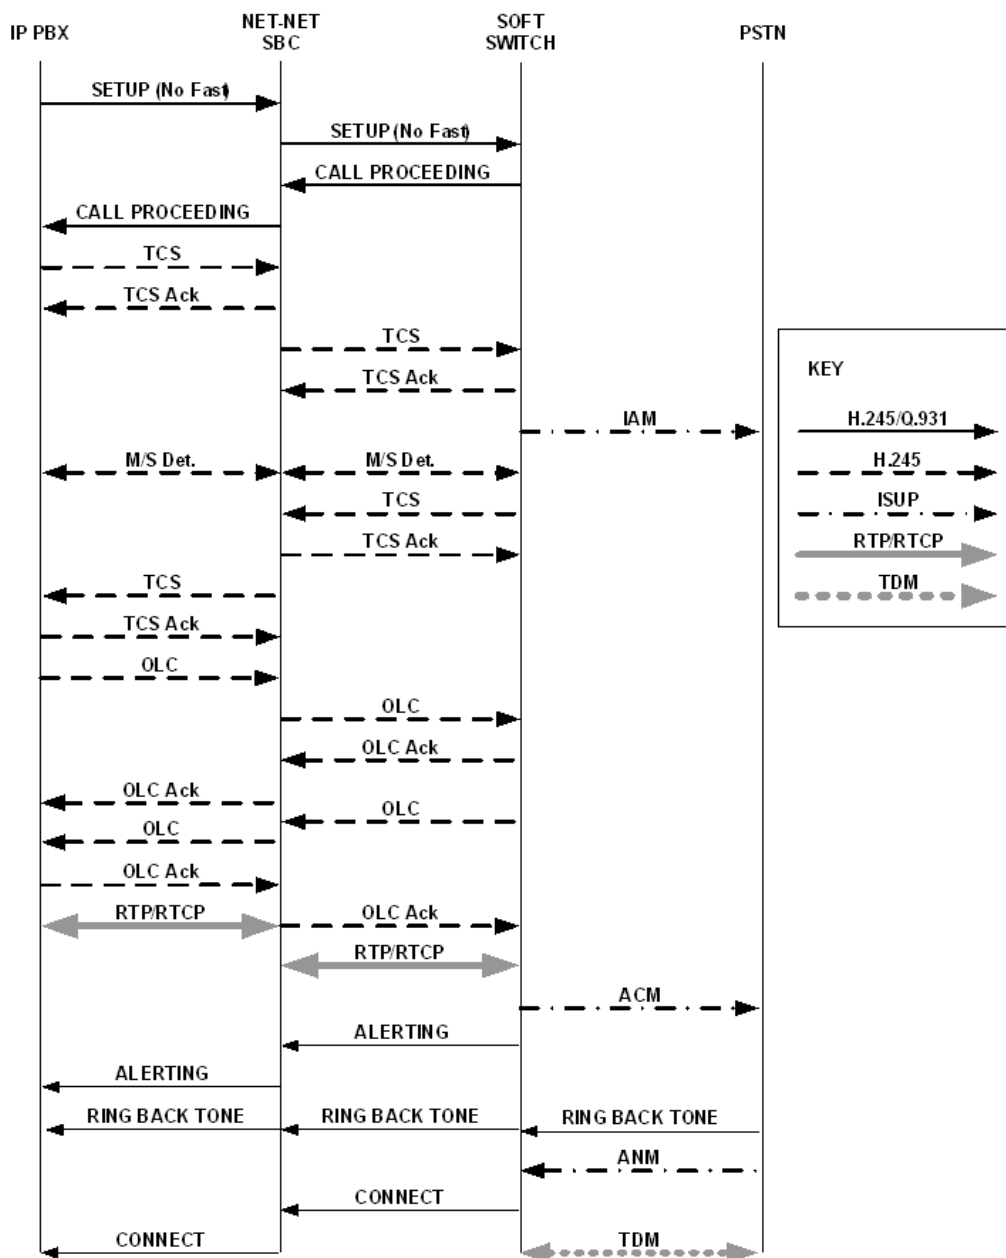 IP PBX
NET-NET
SBC
SOFT
SWITCH
PSTN
SETUP (No Fast)
SETUP (No Fast)
CALL PROCEEDING
CALL PROCEEDING
TCS
TCS Ack
TCS
TCS Ack
IAM
M/S Det.
M/S Det.
TCS
TCS Ack
TCS
TCS Ack
OLC
OLC
OLC Ack
OLC Ack
OLC
OLC
OLC Ack
RTP/RTCP
OLC Ack
RTP/RTCP
ACM
ALERTING
ALERTING
RING BACK TONE
RING BACK TONE
RING BACK TONE
ANM
CONNECT
CONNECT
TDM
KEY
H.245/Q.931
H.245
ISUP
RTP/RTCP
TDM